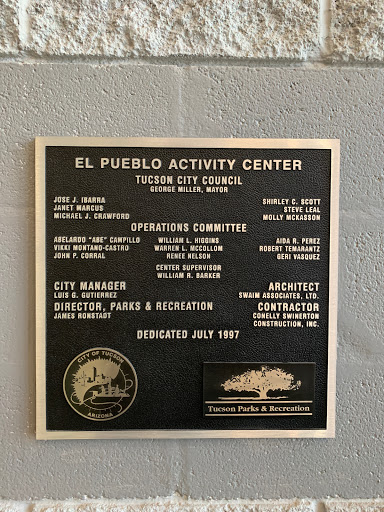 EL PUEBLO ACTIVITY CENTER
TUCSON CITY COUNCIL
GEORGE MILLER, MAYOR
JOSE J. IBARRA SHIRLEY C. SCOTT
JANET MARCUS STEVE LEAL
MICHAEL J. CRAWFORD MOLLY MCKASSON
OPERATIONS COMMITTEE
ABELARDO "ABE" CAMPILLO WILLIAM L. HIGGINS AIDA R. PEREZ
VIKKI MONTANO-CASTRO WARREN L. MCCOLLOM ROBERT TEMARANTZ
JOHN P. CORRAL RENEE NELSON GERI VASQUEZ
CENTER SUPERVISOR
WILLIAM R. BARKER
CITY MANAGER ARCHITECT
LUIS G. GUTIERREZ SWAIM ASSOCIATES, LTD.
DIRECTOR, PARKS & RECREATION CONTRACTOR
JAMES RONSTADT CONELLY SWINERTON
CONSTRUCTION, INC.
DEDICATED JULY 1997
CITY OF TUCSON
ARIZONA
Tucson Parks & Recreation